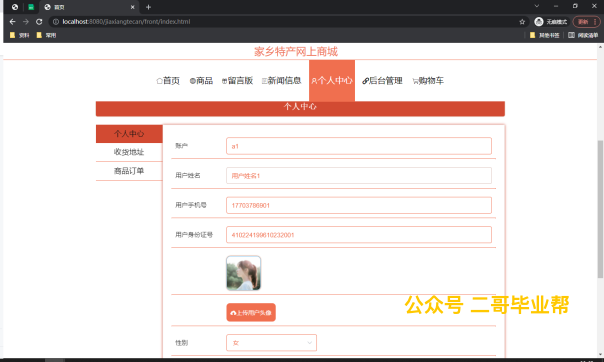 首页
localhost:8080/jiaxiangtecan/front/index.html
无痕模式
更新
资料
常用
其他书签
阅读清单
家乡特产网上商城
首页
商品
留言版
新闻信息
个人中心
后台管理
购物车
个人中心
个人中心
收货地址
商品订单
账户
a1
用户姓名
用户姓名1
用户手机号
17703786901
用户身份证号
410224199610232001
上传用户头像
公众号 二哥毕业帮
性别
女